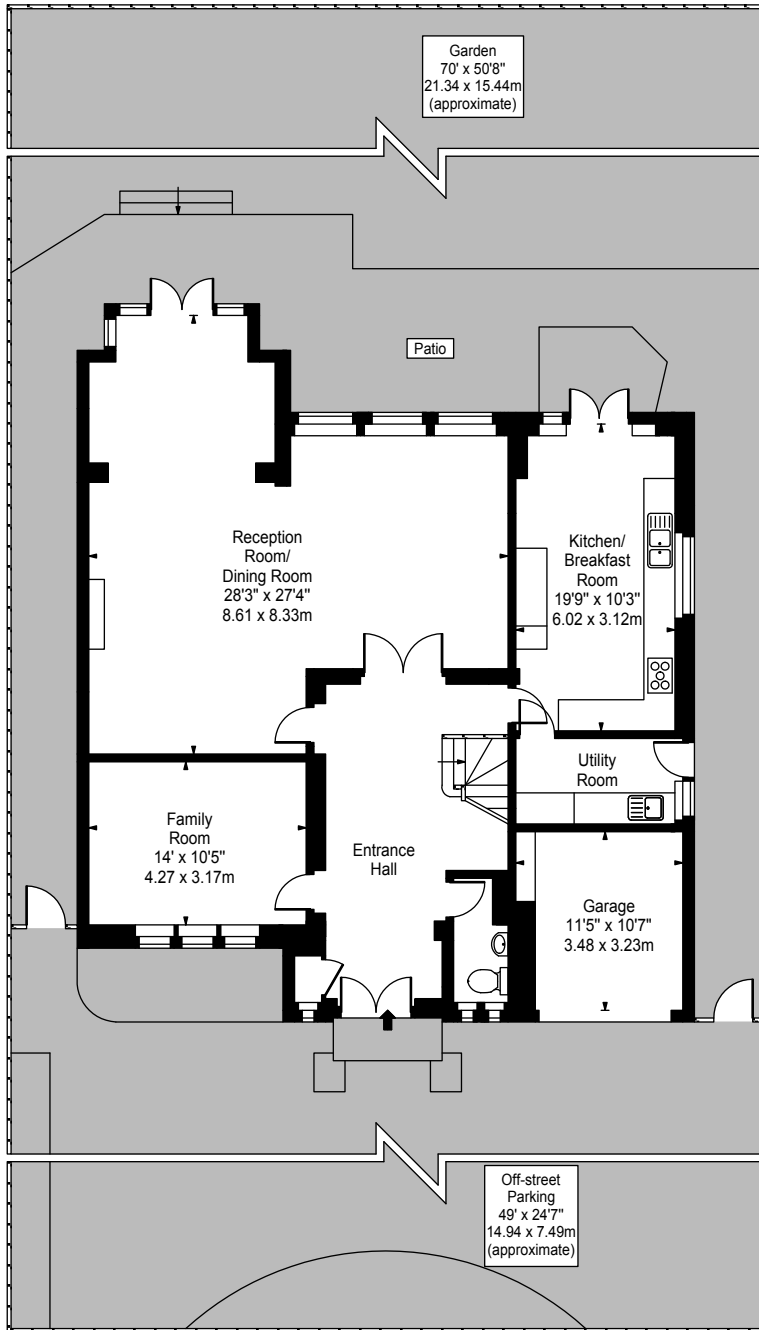 Garden
70' x 50'8"
21.34 x 15.44m
(approximate)
Patio
Reception
Room/
Dining Room
28'3" x 27'4"
8.61 x 8.33m
Kitchen/
Breakfast
Room
19'9" x 10'3"
6.02 x 3.12m
Utility
Room
Family
Room
14' x 10'5"
4.27 x 3.17m
Entrance
Hall
Garage
11'5" x 10'7"
3.48 x 3.23m
Off-street
Parking
49' x 24'7"
14.94 x 7.49m
(approximate)